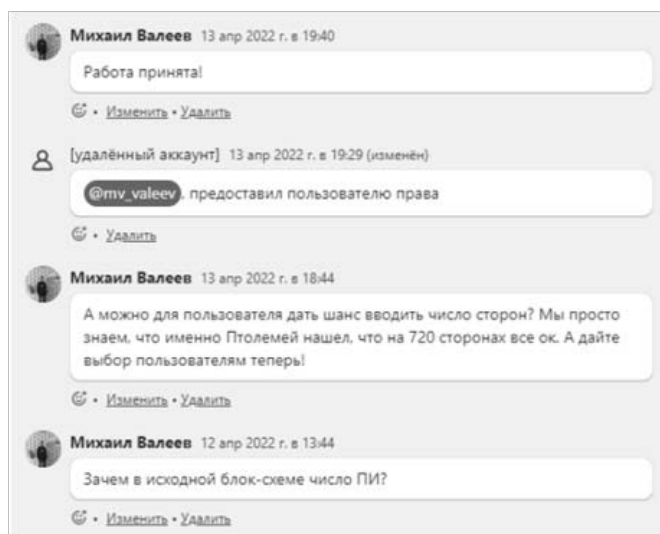 Михаил Валеев 13 апр 2022 г. в 19:40
Работа принята!
• Изменить • Удалить
[удалённый аккаунт] 13 апр 2022 г. в 19:29 (изменён)
@mv_valeev, предоставил пользователю права
• Удалить
Михаил Валеев 13 апр 2022 г. в 18:44
А можно для пользователя дать шанс вводить число сторон? Мы просто
знаем, что именно Птолемей нашел, что на 720 сторонах все ок. А дайте
выбор пользователям теперь!
• Изменить • Удалить
Михаил Валеев 12 апр 2022 г. в 13:44
Зачем в исходной блок-схеме число ПИ?
• Изменить • Удалить